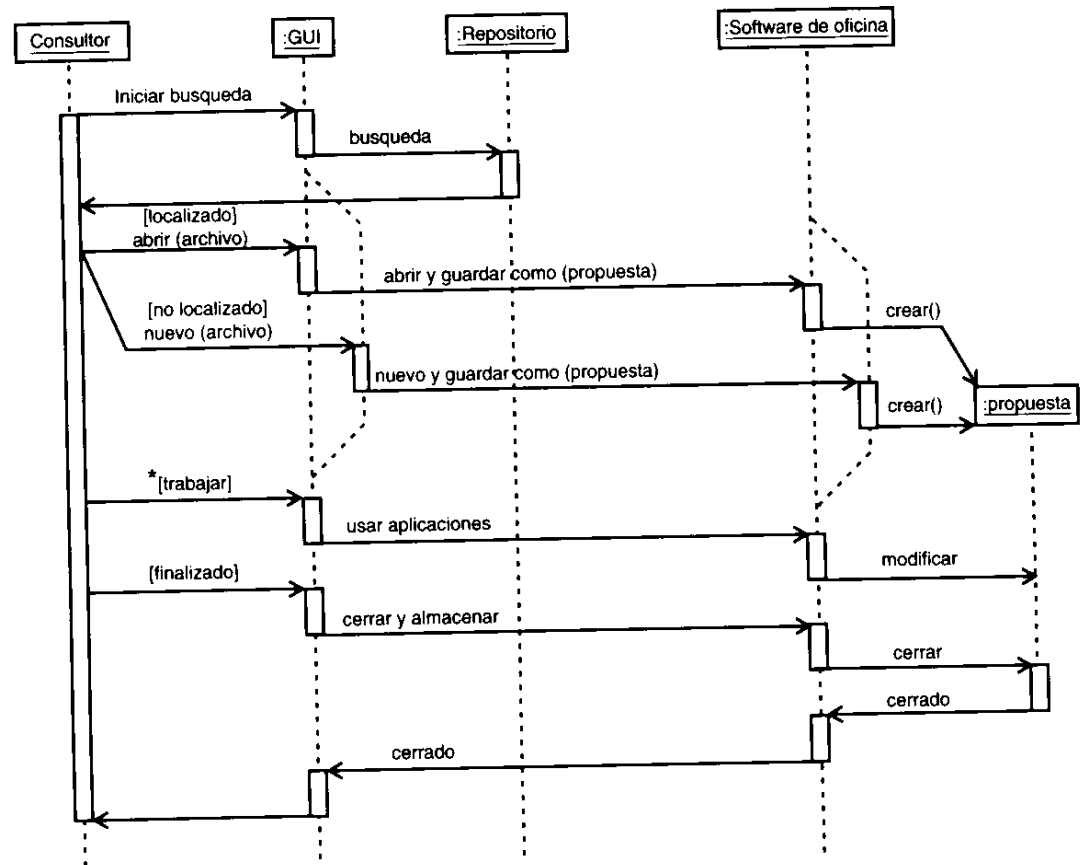 Consultor
:GUI
:Repositorio
:Software de oficina
Iniciar busqueda
busqueda
[localizado]
abrir (archivo)
abrir y guardar como (propuesta)
crear()
[no localizado]
nuevo (archivo)
nuevo y guardar como (propuesta)
crear()
:propuesta
*[trabajar]
usar aplicaciones
modificar
[finalizado]
cerrar y almacenar
cerrar
cerrado
cerrado